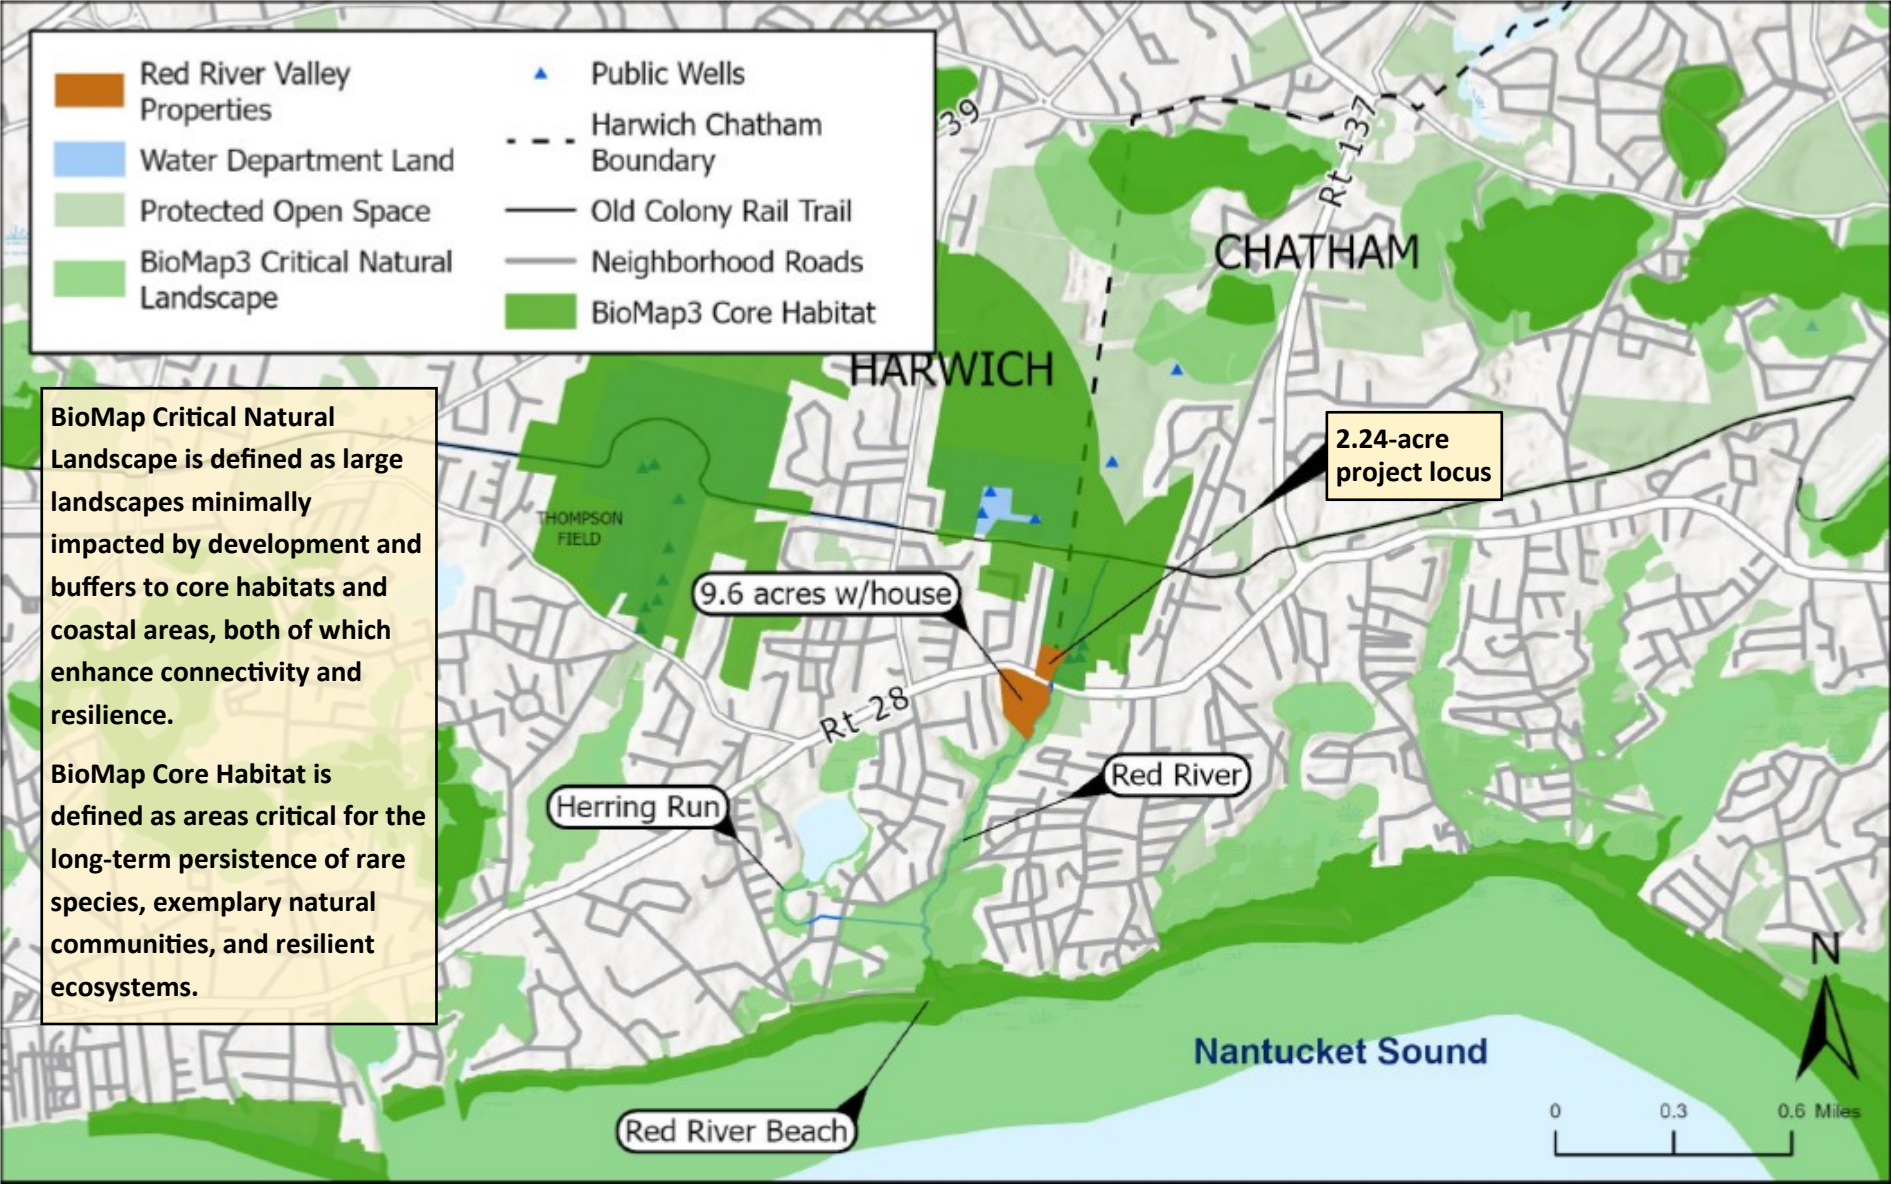 Red River Valley
Properties
Water Department Land
Protected Open Space
BioMap3 Critical Natural
Landscape
Public Wells
Harwich Chatham
Boundary
Old Colony Rail Trail
Neighborhood Roads
BioMap3 Core Habitat
39
Rt 137
CHATHAM
HARWICH
BioMap Critical Natural
Landscape is defined as large
landscapes minimally
impacted by development and
buffers to core habitats and
coastal areas, both of which
enhance connectivity and
resilience.
BioMap Core Habitat is
defined as areas critical for the
long-term persistence of rare
species, exemplary natural
communities, and resilient
ecosystems.
2.24-acre
project locus
THOMPSON
FIELD
9.6 acres w/house
Rt 28
Red River
Herring Run
Nantucket Sound
N
Red River Beach
0 0.3 0.6 Miles